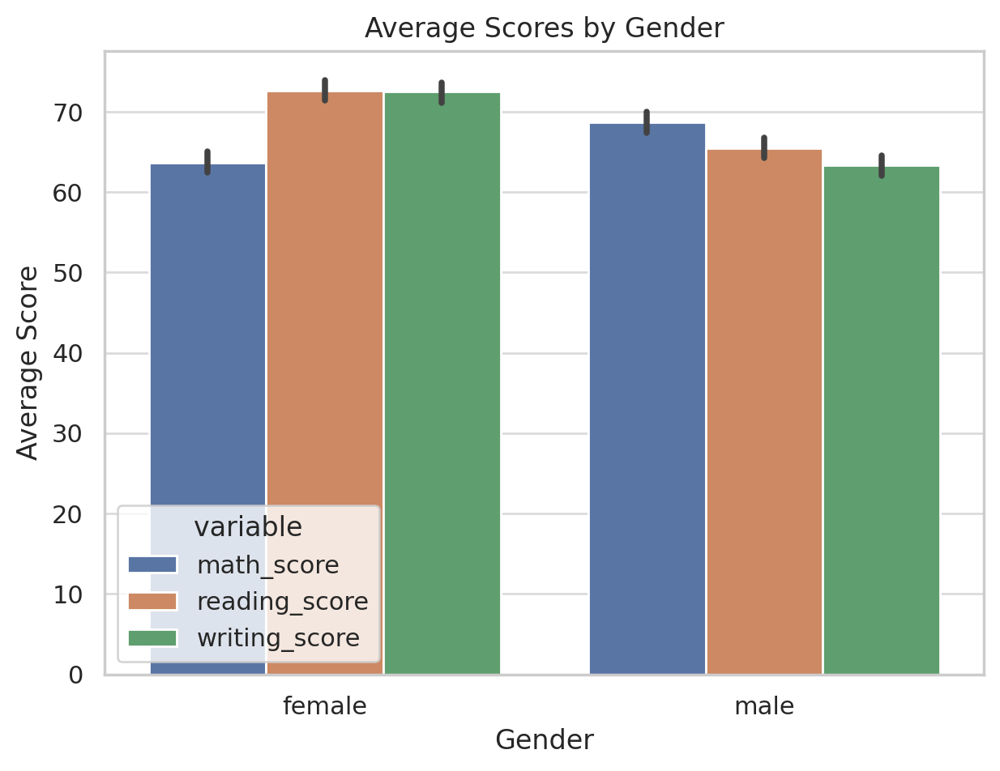 Average Scores by Gender
Average Score
70
60
50
40
30
20
10
0
variable
math_score
reading_score
writing_score
female
male
Gender